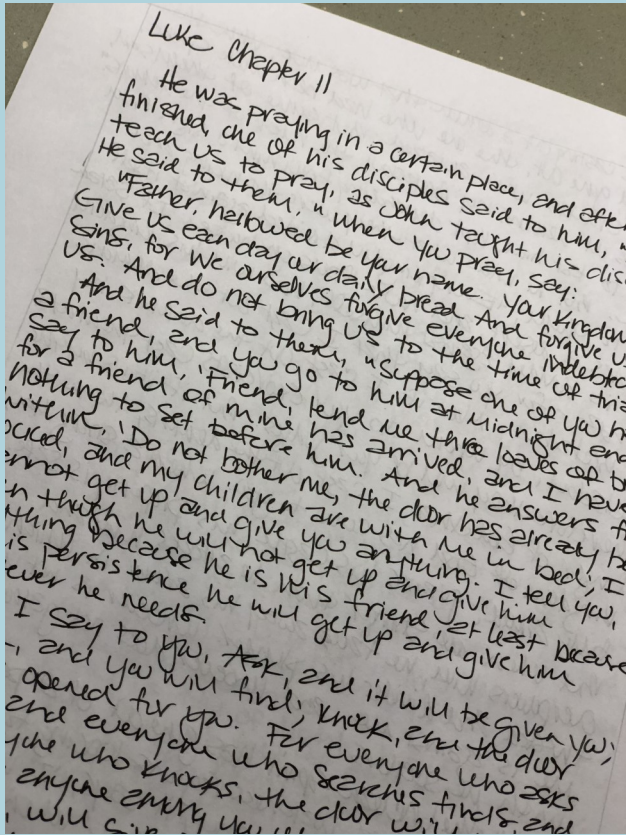 Luke Chapter 11
He was praying in a certain place, and after
finished, one of his disciples said to him, "
teach us to pray, as John taught his dis
He said to them, "when you pray, say:
"Father, hallowed be your name. Your kingdom
Give us each day our daily bread. And forgive us
sins, for we ourselves forgive everyone indebted
us. And do not bring us to the time of tria
And he said to them, "Suppose one of you h
a friend, and you go to him at midnight and
say to him, 'Friend, lend me three loaves of b
for a friend of mine has arrived, and I have
nothing to set before him. And he answers f
within, 'Do not bother me, the door has already b
ocked, and my children are with me in bed; I
annot get up and give you anything. I tell you,
n though he will not get up and give him
thing because he is his friend, at least because
is persistence he will get up and give him
ever he needs.
I say to you, Ask, and it will be given you;
, and you will find; knock, and the door
opened for you. For everyone who asks
and everyone who searches finds and
yone who knocks, the door wi
anyone among you
will